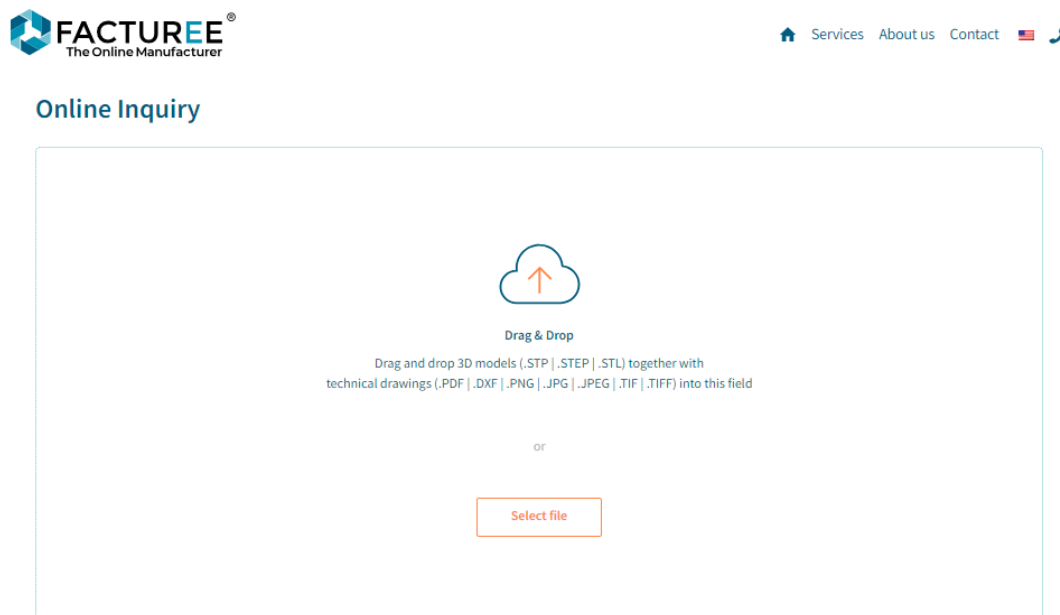 FACTUREE®
The Online Manufacturer
Services About us Contact
Online Inquiry
Drag & Drop
Drag and drop 3D models (.STP | .STEP | .STL) together with
technical drawings (.PDF | .DXF | .PNG | .JPG | .JPEG | .TIF | .TIFF) into this field
or
Select file